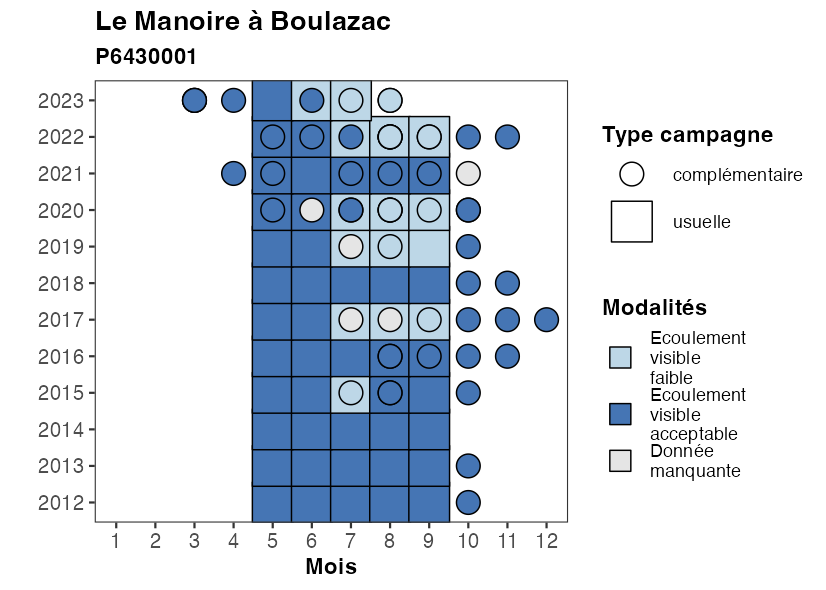 Le Manoire à Boulazac
P6430001
2023
2022
2021
2020
2019
2018
2017
2016
2015
2014
2013
2012
1 2 3 4 5 6 7 8 9 10 11 12
Mois
Type campagne
complémentaire
usuelle
Modalités
Ecoulement
visible
faible
Ecoulement
visible
acceptable
Donnée
manquante